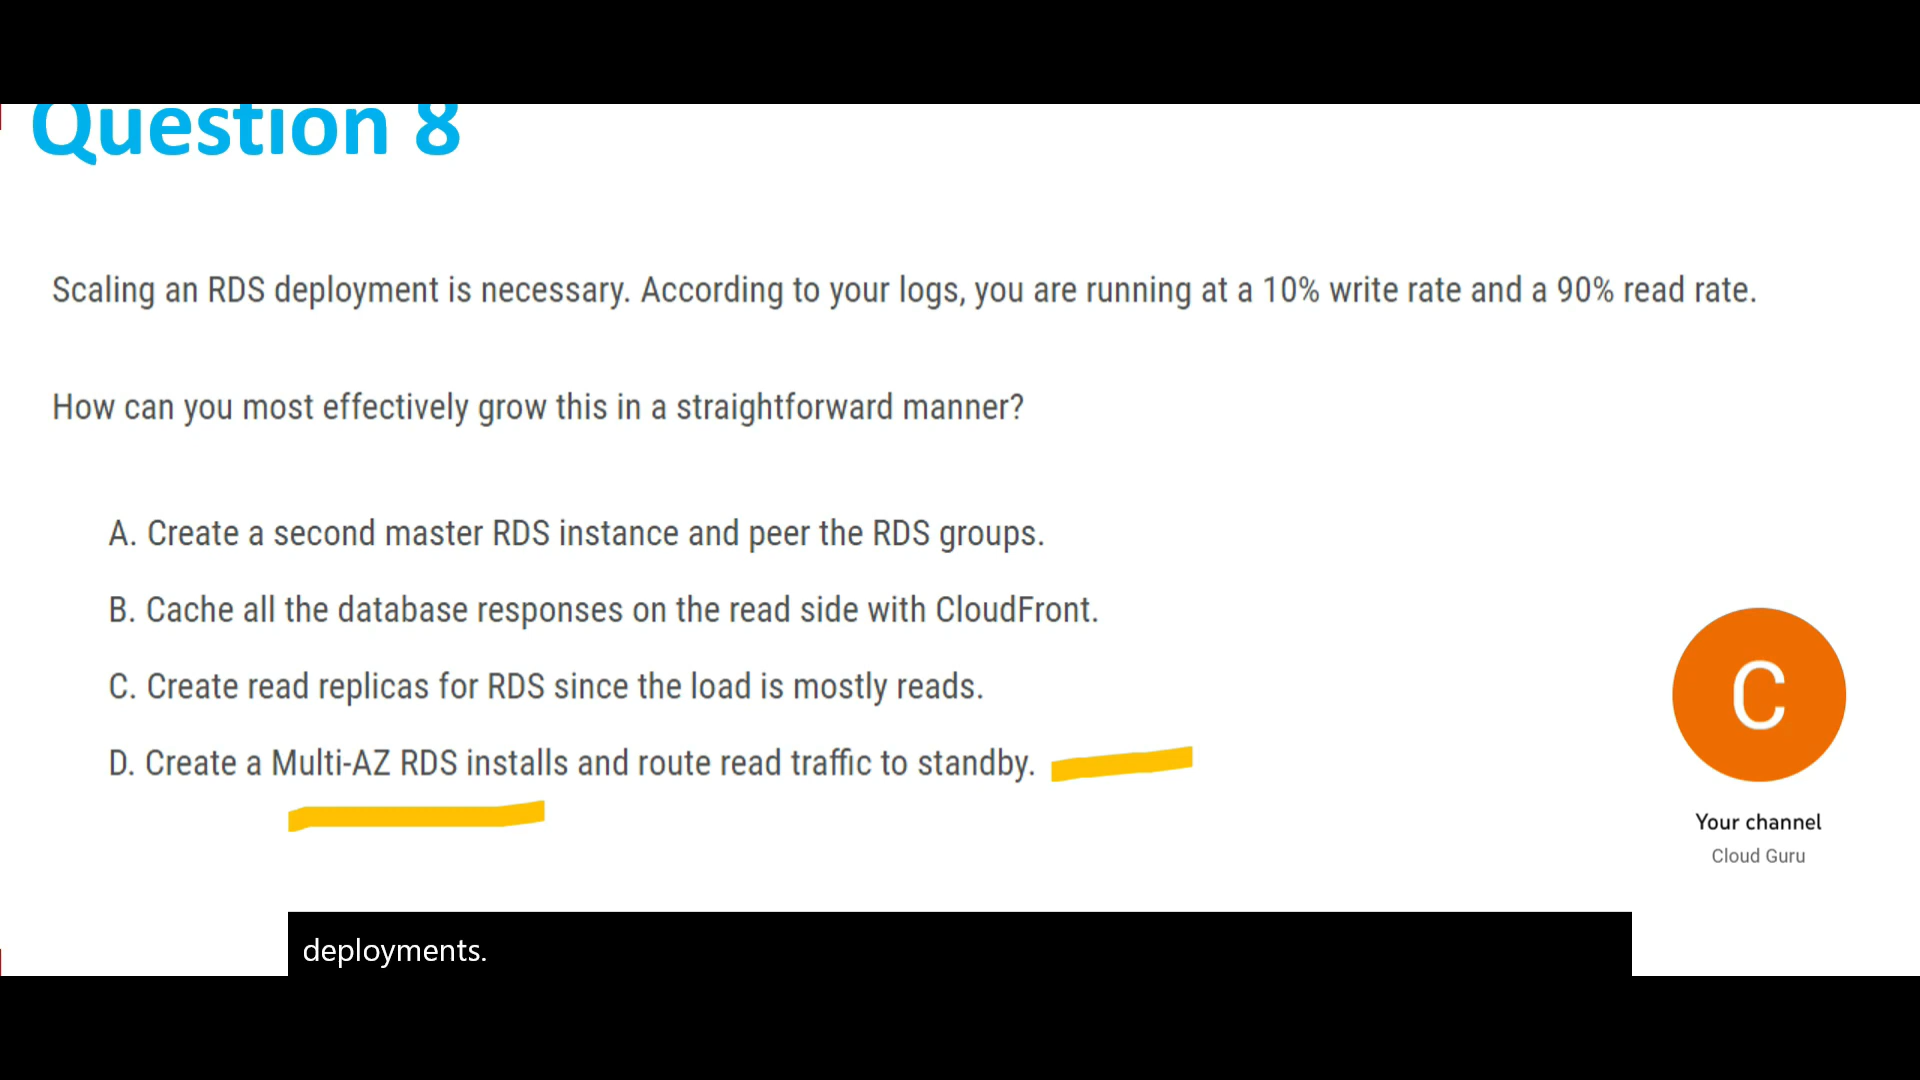 Question 8
Scaling an RDS deployment is necessary. According to your logs, you are running at a 10% write rate and a 90% read rate.
How can you most effectively grow this in a straightforward manner?
A. Create a second master RDS instance and peer the RDS groups.
B. Cache all the database responses on the read side with CloudFront.
C. Create read replicas for RDS since the load is mostly reads.
D. Create a Multi-AZ RDS installs and route read traffic to standby.
C
Your channel
Cloud Guru
deployments.